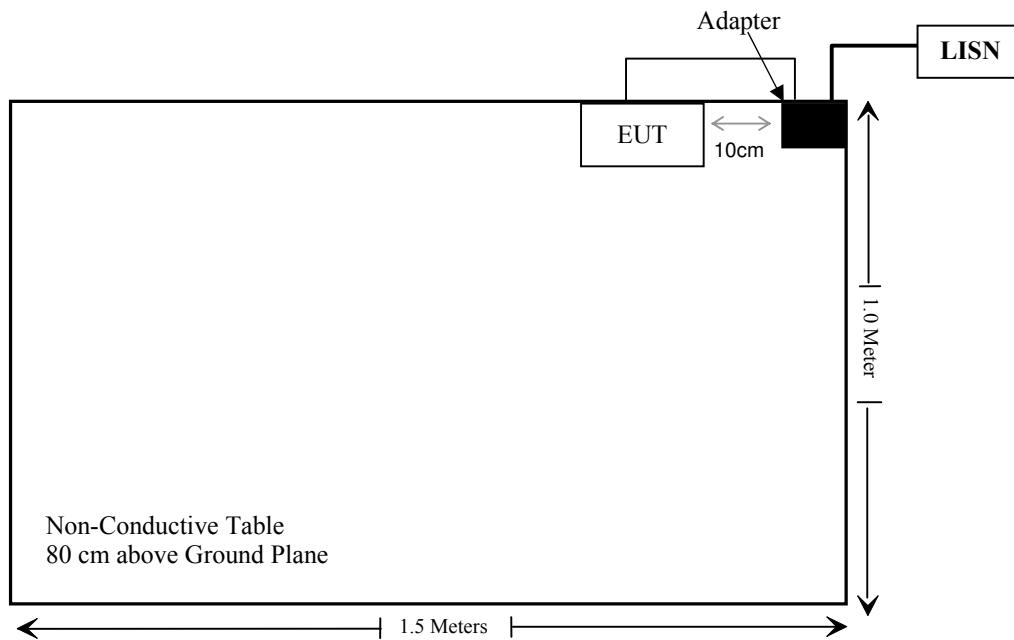 Adapter
LISN
EUT
10cm
1.0 Meter
Non-Conductive Table
80 cm above Ground Plane
1.5 Meters